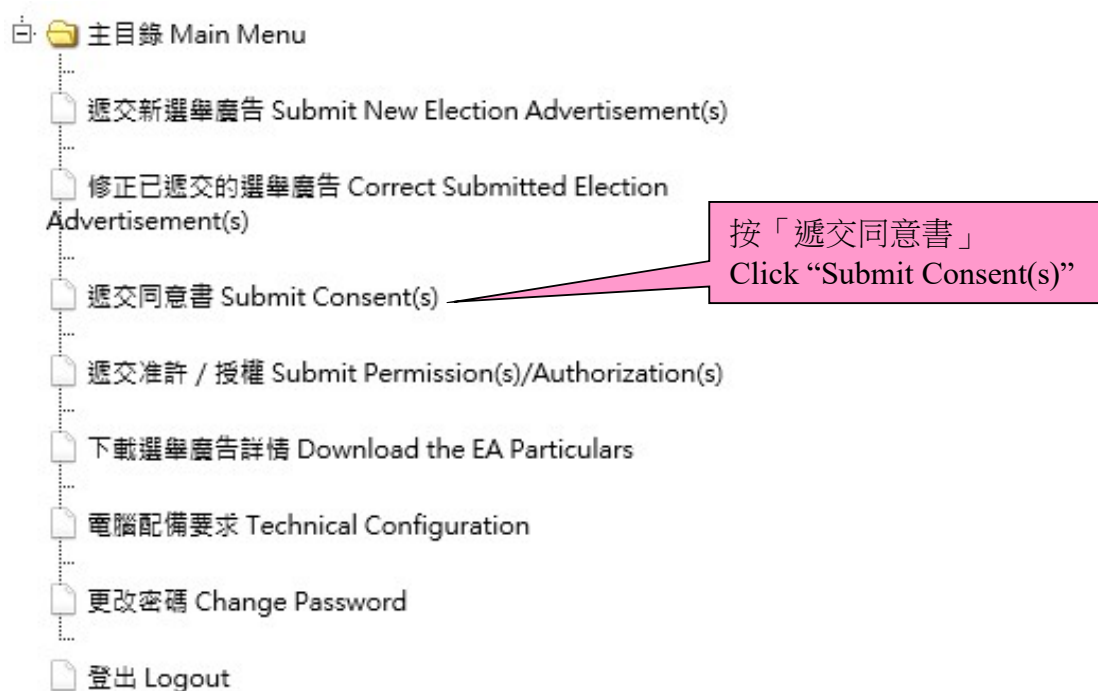 主目錄 Main Menu
遞交新選舉廣告 Submit New Election Advertisement(s)
修正已遞交的選舉廣告 Correct Submitted Election
Advertisement(s)
按「遞交同意書」
Click “Submit Consent(s)”
遞交同意書 Submit Consent(s)
遞交准許 / 授權 Submit Permission(s)/Authorization(s)
下載選舉廣告詳情 Download the EA Particulars
電腦配備要求 Technical Configuration
更改密碼 Change Password
登出 Logout